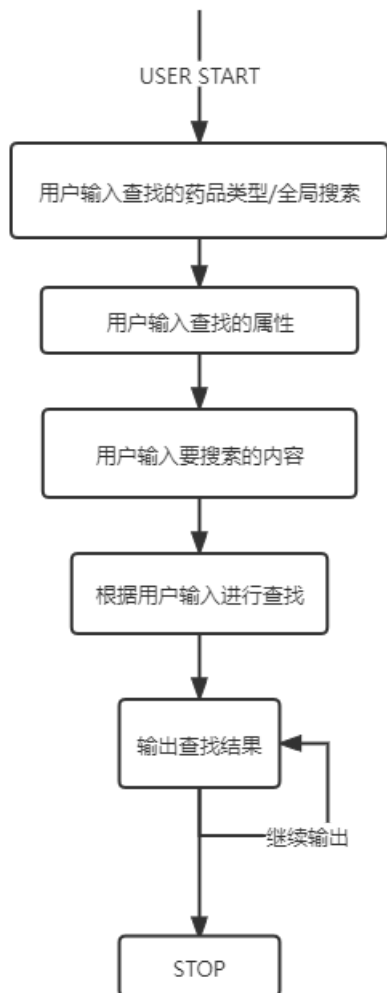 USER START
用户输入查找的药品类型/全局搜索
用户输入查找的属性
用户输入要搜索的内容
根据用户输入进行查找
输出查找结果
继续输出
STOP